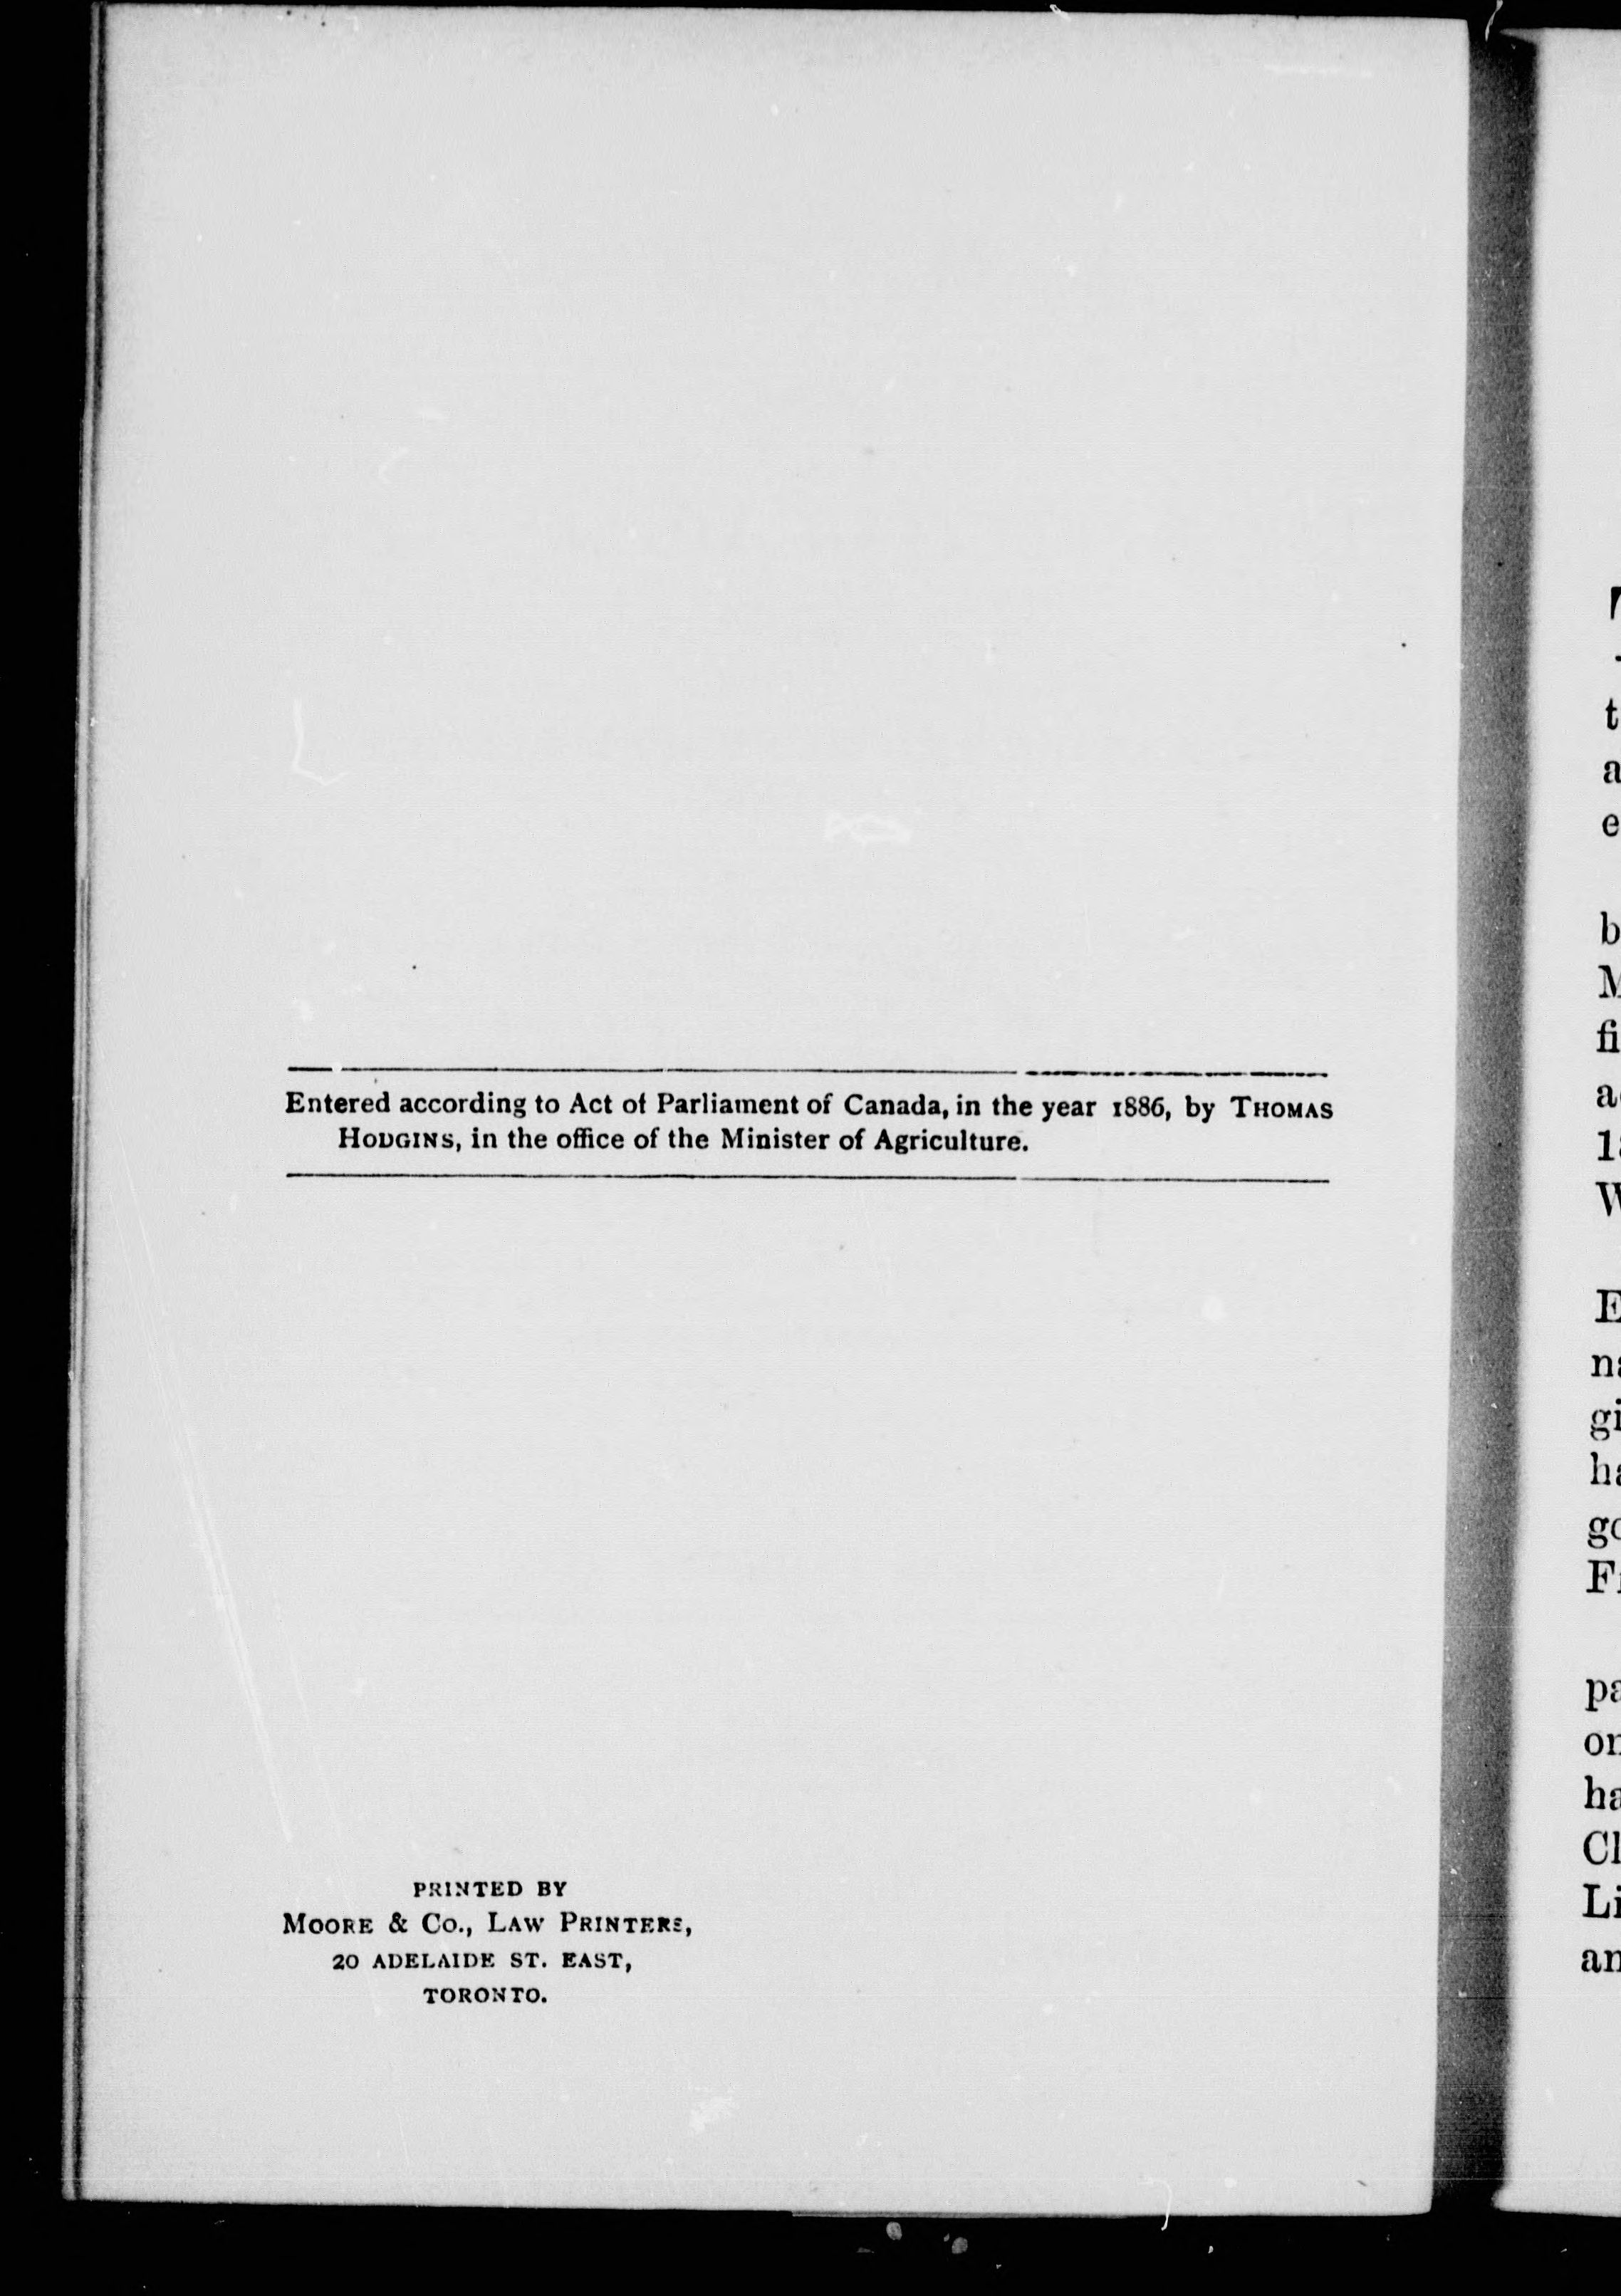 Entered according to Act of Parliament of Canada, in the year 1886, by THOMAS
HODGINS, in the office of the Minister of Agriculture.
PRINTED BY
MOORE & CO., LAW PRINTERS,
20 ADELAIDE ST. EAST,
TORONTO.